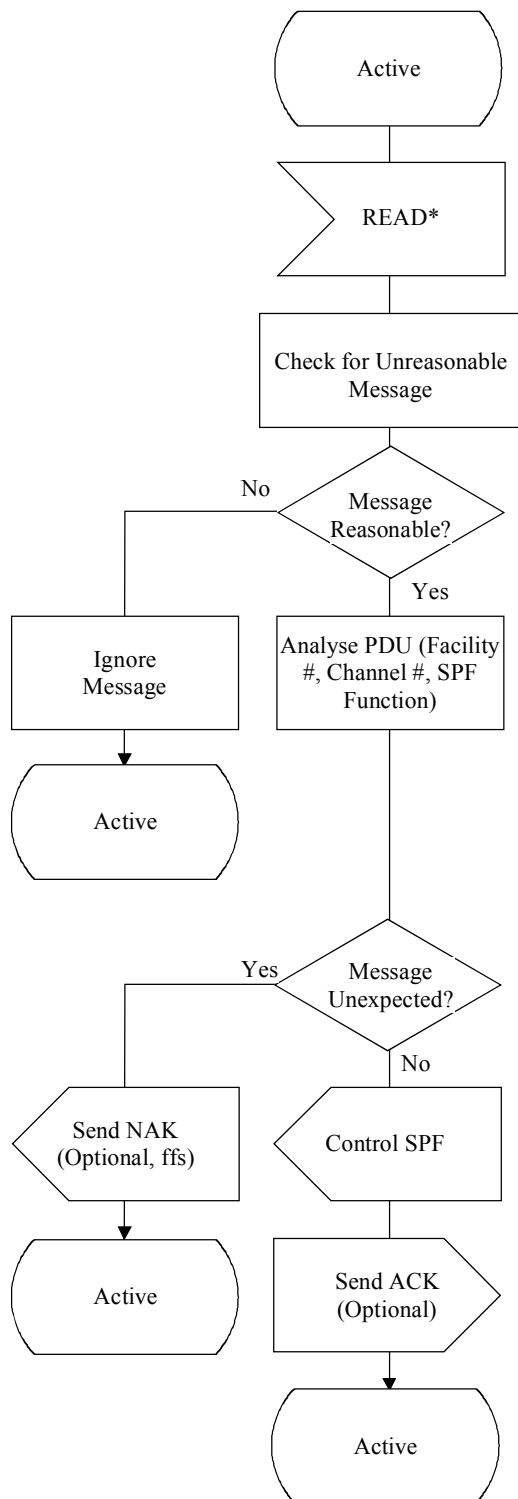 Active
READ*
Check for Unreasonable
Message
No
Message
Reasonable?
Yes
Ignore
Message
Analyse PDU (Facility
#, Channel #, SPF
Function)
Active
Yes
Message
Unexpected?
No
Send NAK
(Optional, ffs)
Control SPF
Active
Send ACK
(Optional)
Active